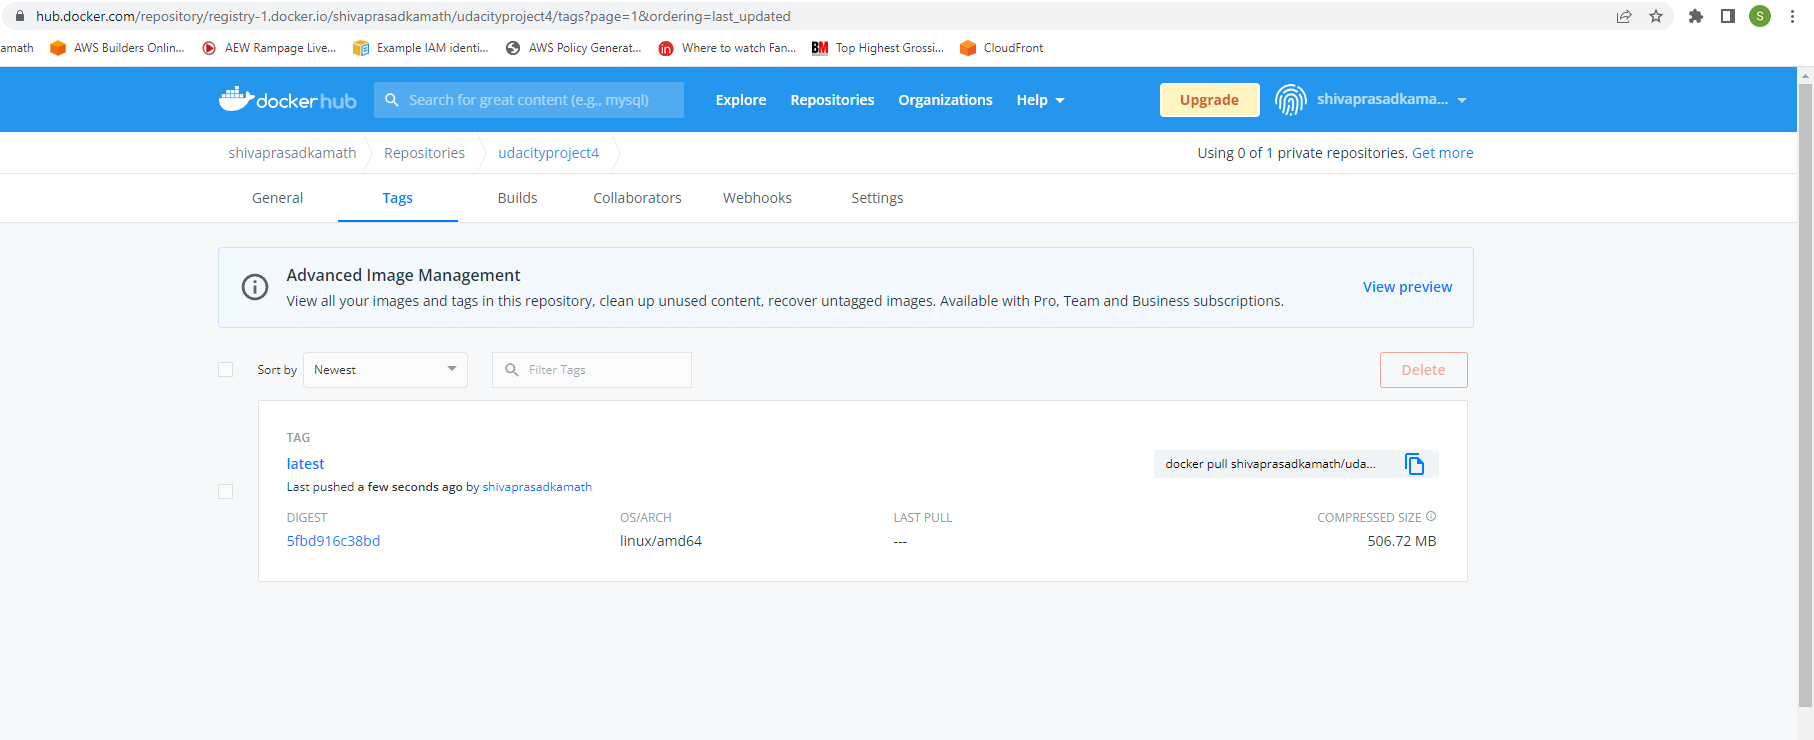 hub.docker.com/repository/registry-1.docker.io/shivaprasadkamath/udacityproject4/tags?page=1&ordering=last_updated
S
amath AWS Builders Onlin... AEW Rampage Live... Example IAM identi... AWS Policy Generat... in Where to watch Fan... BM Top Highest Grossi... CloudFront
dockerhub Search for great content (e.g., mysql) Explore Repositories Organizations Help Upgrade shivaprasadkama...
shivaprasadkamath Repositories udacityproject4 Using 0 of 1 private repositories. Get more
General Tags Builds Collaborators Webhooks Settings
Advanced Image Management
View all your images and tags in this repository, clean up unused content, recover untagged images. Available with Pro, Team and Business subscriptions.
View preview
Sort by Newest Filter Tags Delete
TAG
latest docker pull shivaprasadkamath/uda...
Last pushed a few seconds ago by shivaprasadkamath
DIGEST OS/ARCH LAST PULL COMPRESSED SIZE
5fbd916c38bd linux/amd64 --- 506.72 MB